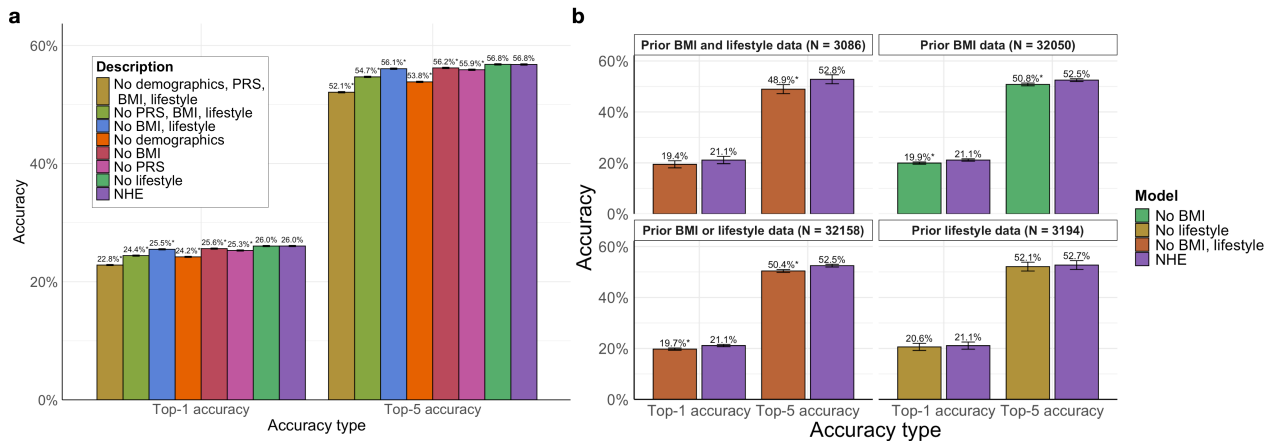 a
60%
40%
20%
0%
Accuracy
Description
No demographics, PRS,
BMI, lifestyle
No PRS, BMI, lifestyle
No BMI, lifestyle
No demographics
No BMI
No PRS
No lifestyle
NHE
22.8%*
24.4%*
25.5%*
24.2%*
25.6%*
25.3%*
26.0%
26.0%
52.1%*
54.7%*
56.1%*
53.8%*
56.2%*
55.9%*
56.8%
56.8%
Top-1 accuracy
Top-5 accuracy
Accuracy type
b
Accuracy
Prior BMI and lifestyle data (N = 3086)
60%
40%
20%
0%
19.4%
21.1%
48.9%*
52.8%
Prior BMI data (N = 32050)
19.9%*
21.1%
50.8%*
52.5%
Prior BMI or lifestyle data (N = 32158)
60%
40%
20%
0%
19.7%*
21.1%
50.4%*
52.5%
Prior lifestyle data (N = 3194)
20.6%
21.1%
52.1%
52.7%
Top-1 accuracy
Top-5 accuracy
Top-1 accuracy
Top-5 accuracy
Accuracy type
Model
No BMI
No lifestyle
No BMI, lifestyle
NHE